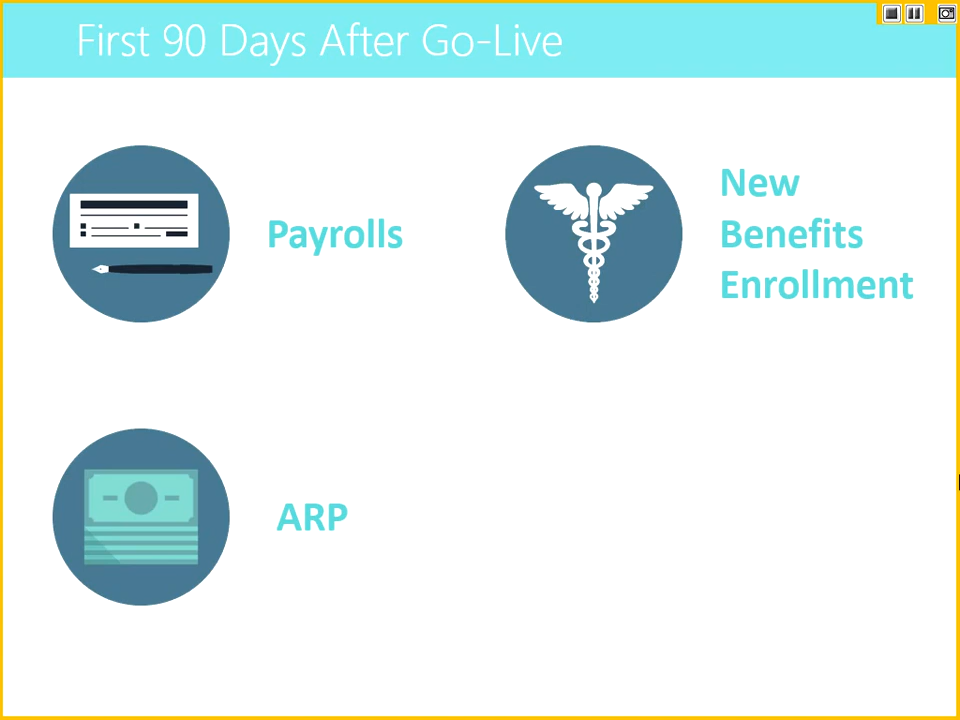 First 90 Days After Go-Live
Payrolls
New
Benefits
Enrollment
ARP